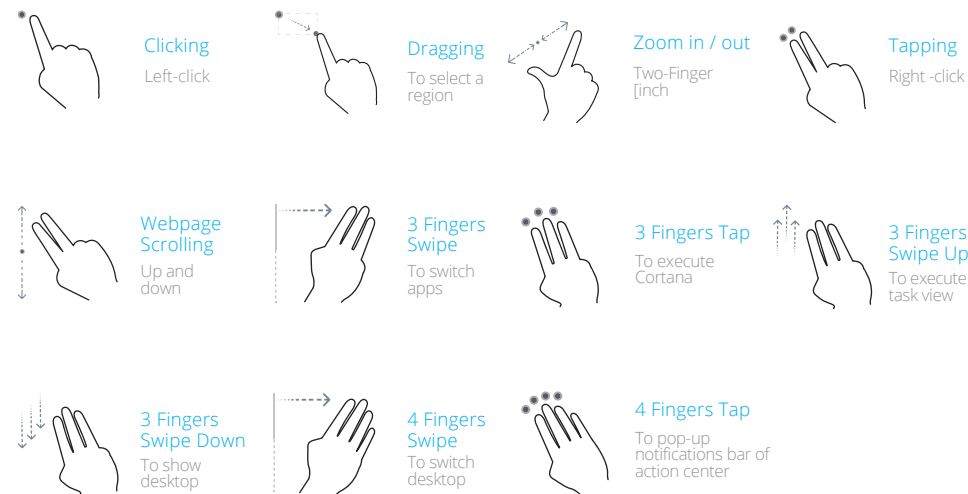 Clicking
Left-click
Dragging
To select a
region
Zoom in / out
Two-Finger
[inch
Tapping
Right -click
Webpage
Scrolling
Up and
down
3 Fingers
Swipe
To switch
apps
3 Fingers Tap
To execute
Cortana
3 Fingers
Swipe Up
To execute
task view
3 Fingers
Swipe Down
To show
desktop
4 Fingers
Swipe
To switch
desktop
4 Fingers Tap
To pop-up
notifications bar of
action center